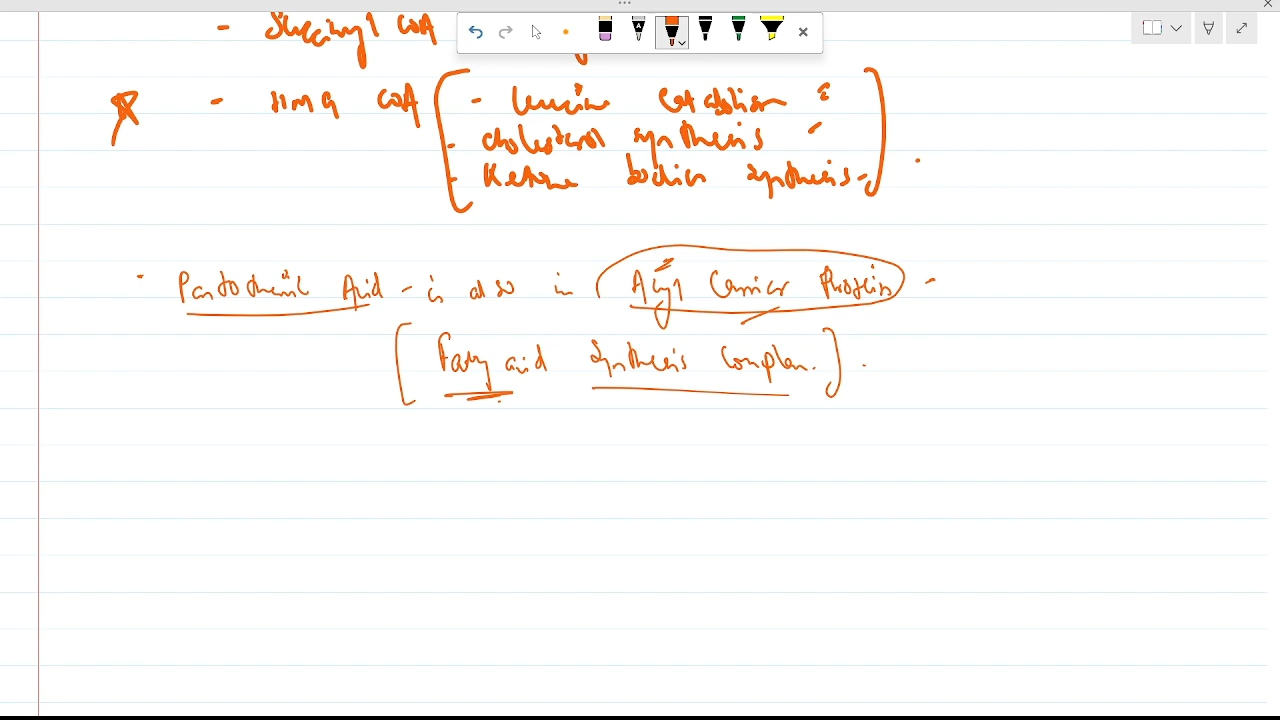 - Succinyl CoA
- HMG CoA [ - Leucine Catabolism
- cholesterol synthesis
- Ketone bodies synthesis - ]
- Pantothenic Acid - is also in ( Acyl Carrier Protein ) -
[ Fatty acid Synthesis Complex. ] .